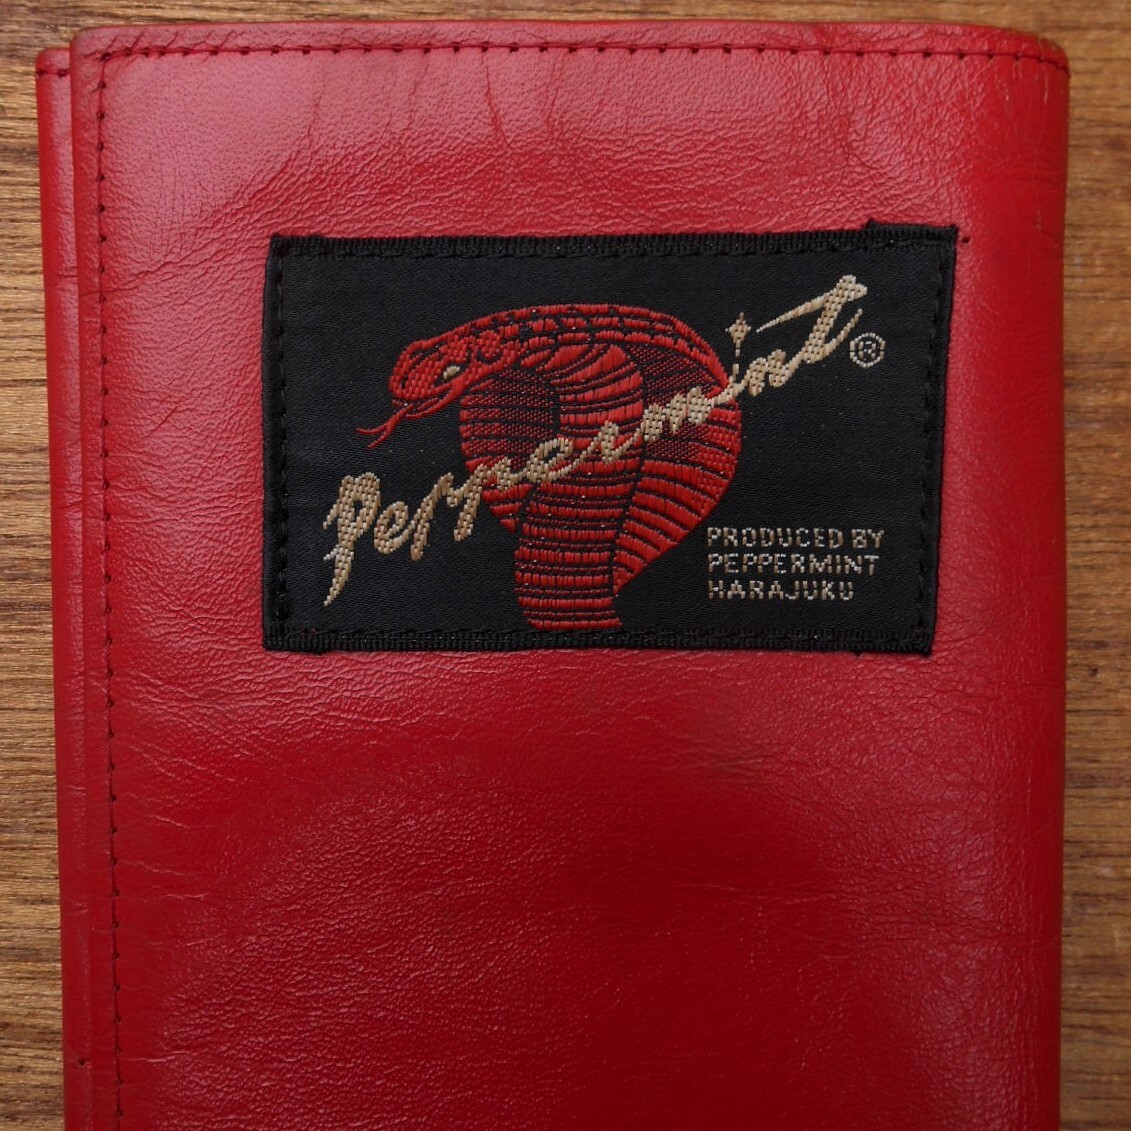 Peppermint®
PRODUCED BY
PEPPERMINT
HARAJUKU